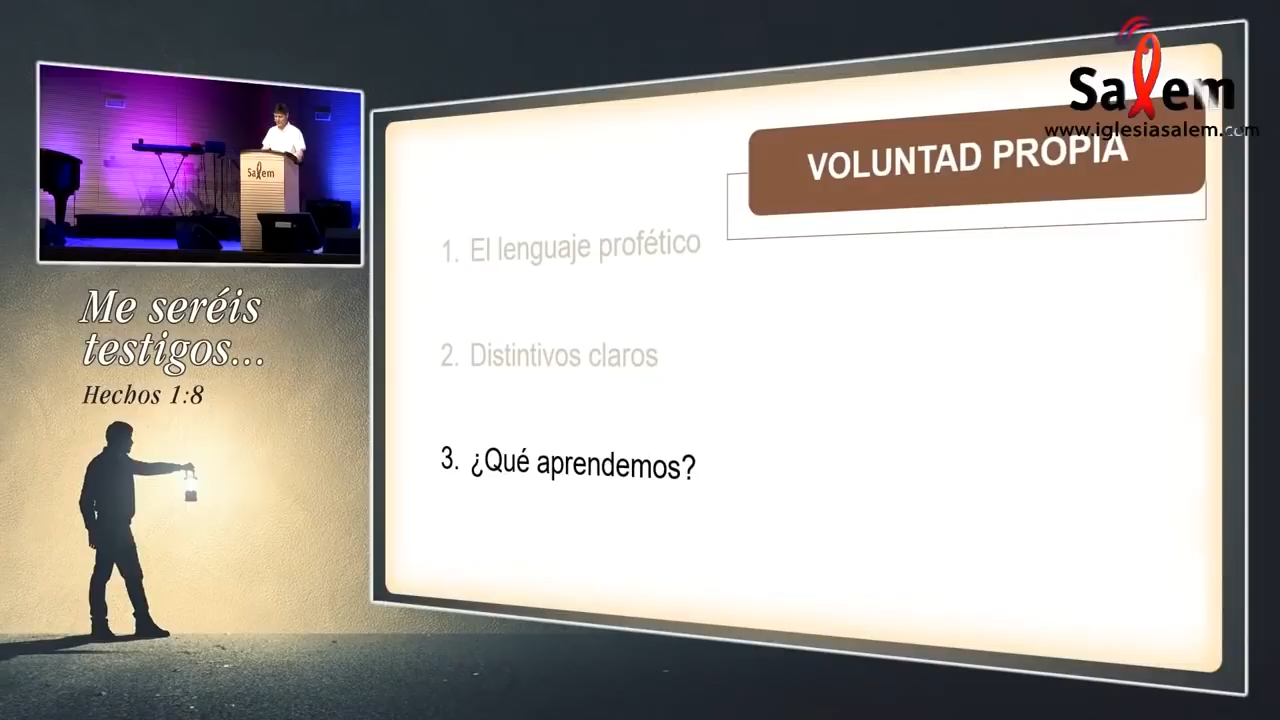 Salem
www.iglesiasalem.com
VOLUNTAD PROPIA
Salem
1. El lenguaje profético
2. Distintivos claros
3. ¿Qué aprendemos?
Me seréis
testigos...
Hechos 1:8